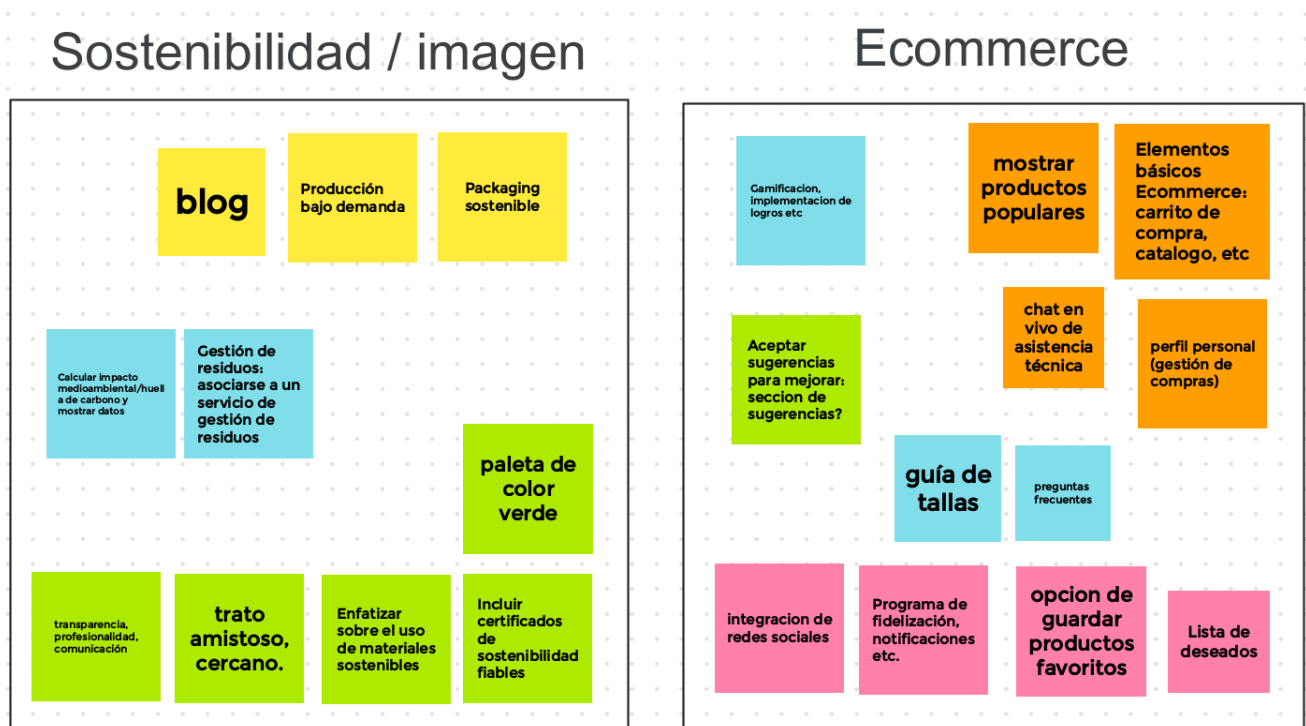 Sostenibilidad / imagen
blog
Producción
bajo demanda
Packaging
sostenible
Calcular impacto
medioambiental/huell
a de carbono y
mostrar datos
Gestión de
residuos:
asociarse a un
servicio de
gestión de
residuos
paleta de
color
verde
transparencia,
profesionalidad,
comunicación
trato
amistoso,
cercano.
Enfatizar
sobre el uso
de materiales
sostenibles
Incluir
certificados
de
sostenibilidad
fiables
Ecommerce
Gamificacion,
implementacion de
logros etc
mostrar
productos
populares
Elementos
básicos
Ecommerce:
carrito de
compra,
catalogo, etc
Aceptar
sugerencias
para mejorar:
seccion de
sugerencias?
chat en
vivo de
asistencia
técnica
perfil personal
(gestión de
compras)
guía de
tallas
preguntas
frecuentes
integracion de
redes sociales
Programa de
fidelización,
notificaciones
etc.
opcion de
guardar
productos
favoritos
Lista de
deseados